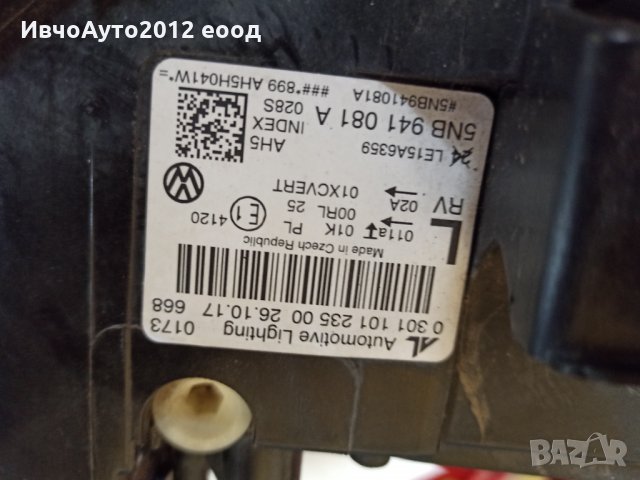 ИвчоАуто2012 еоод
AL Automotive Lighting 0173
0 301 101 235 00 26.10.17 668
Made in Czech Republic
L 011a 01K PL E1 4120
00RL 25
RV 02A 01XCVERT
24 LE15A6359 AH5
5NB 941 081 A INDEX
028S
#5NB941081A ###*899 AH5H041W*=
BAZAR